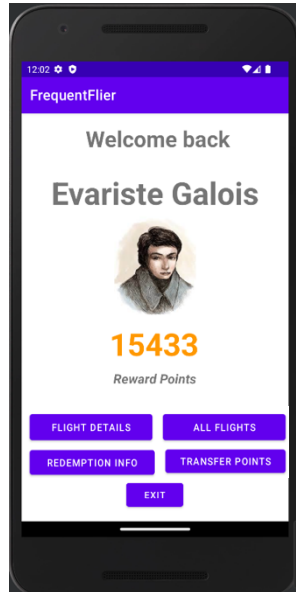 12:02
FrequentFlier
Welcome back
Evariste Galois
15433
Reward Points
FLIGHT DETAILS ALL FLIGHTS
REDEMPTION INFO TRANSFER POINTS
EXIT